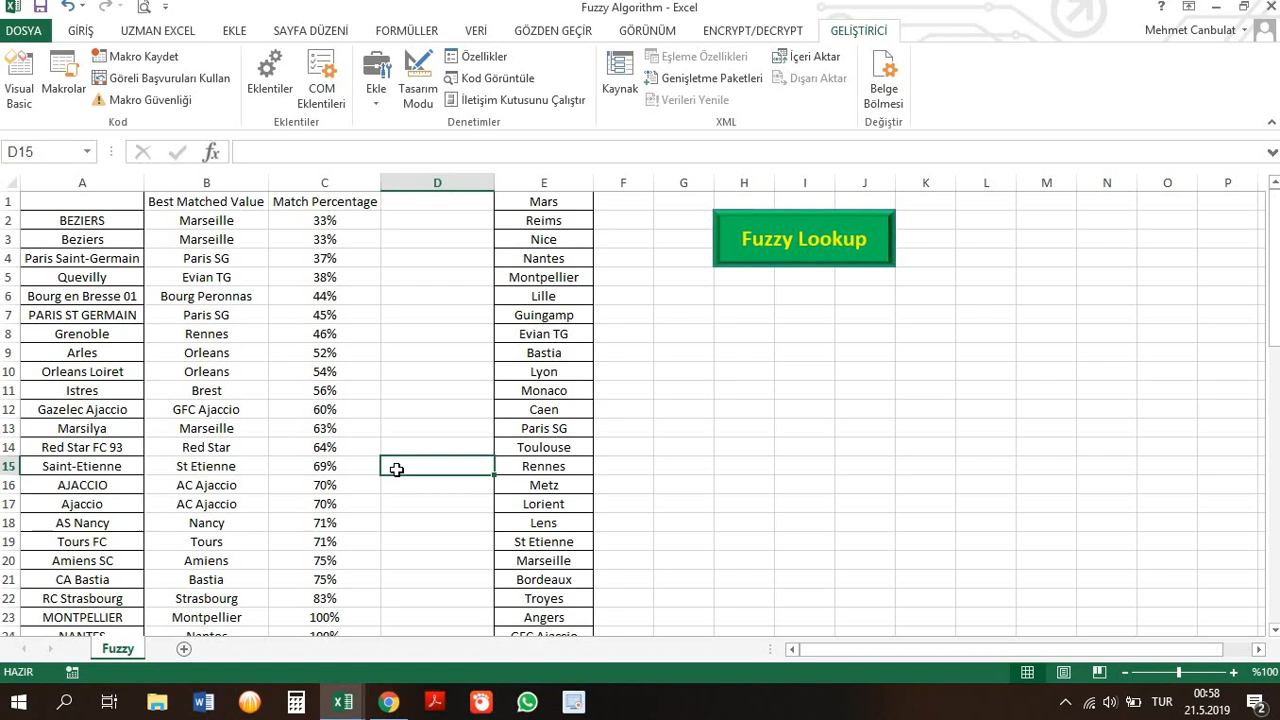 Fuzzy Algorithm - Excel
DOSYA GİRİŞ UZMAN EXCEL EKLE SAYFA DÜZENİ FORMÜLLER VERİ GÖZDEN GEÇİR GÖRÜNÜM ENCRYPT/DECRYPT GELİŞTİRİCİ Mehmet Canbulat
Visual Basic
Makrolar
Makro Kaydet
Göreli Başvuruları Kullan
Makro Güvenliği
Kod
Eklentiler
COM Eklentileri
Eklentiler
Ekle
Tasarım Modu
Özellikler
Kod Görüntüle
İletişim Kutusunu Çalıştır
Denetimler
Kaynak
Eşleme Özellikleri
Genişletme Paketleri
Verileri Yenile
İçeri Aktar
Dışarı Aktar
XML
Belge Bölmesi
Değiştir
D15 fx
A B C D E F G H I J K L M N O P
1 Best Matched Value Match Percentage Mars
2 BEZIERS Marseille 33% Reims
3 Beziers Marseille 33% Nice
4 Paris Saint-Germain Paris SG 37% Nantes
5 Quevilly Evian TG 38% Montpellier
6 Bourg en Bresse 01 Bourg Peronnas 44% Lille
7 PARIS ST GERMAIN Paris SG 45% Guingamp
8 Grenoble Rennes 46% Evian TG
9 Arles Orleans 52% Bastia
10 Orleans Loiret Orleans 54% Lyon
11 Istres Brest 56% Monaco
12 Gazelec Ajaccio GFC Ajaccio 60% Caen
13 Marsilya Marseille 63% Paris SG
14 Red Star FC 93 Red Star 64% Toulouse
15 Saint-Etienne St Etienne 69% Rennes
16 AJACCIO AC Ajaccio 70% Metz
17 Ajaccio AC Ajaccio 70% Lorient
18 AS Nancy Nancy 71% Lens
19 Tours FC Tours 71% St Etienne
20 Amiens SC Amiens 75% Marseille
21 CA Bastia Bastia 75% Bordeaux
22 RC Strasbourg Strasbourg 83% Troyes
23 MONTPELLIER Montpellier 100% Angers
24 NANTES Nantes 100% GFC Ajaccio
Fuzzy Lookup
Fuzzy
HAZIR %100
TUR 00:58
21.5.2019
2